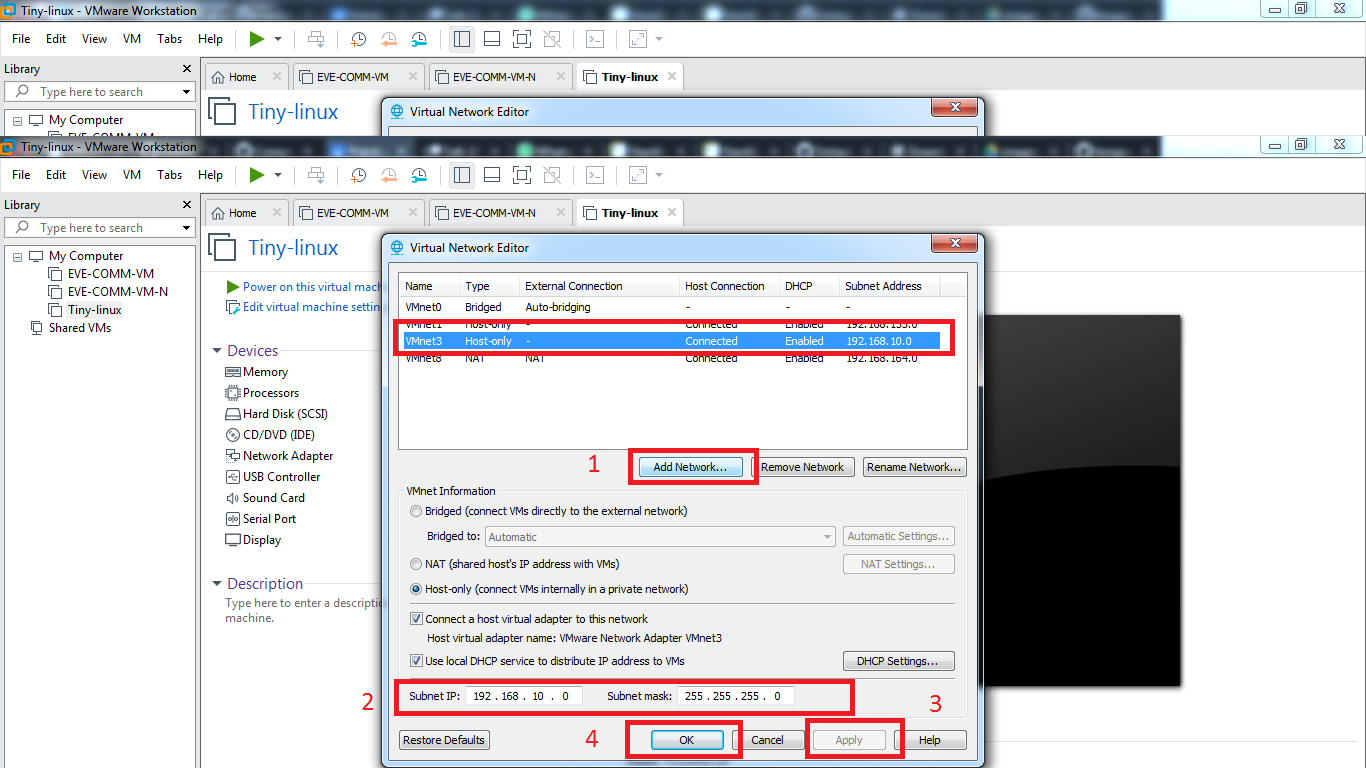 Tiny-linux - VMware Workstation
File Edit View VM Tabs Help
Library
Type here to search
Home EVE-COMM-VM EVE-COMM-VM-N Tiny-linux
My Computer
Tiny-linux
Virtual Network Editor
Tiny-linux - VMware Workstation
File Edit View VM Tabs Help
Library
Type here to search
My Computer
EVE-COMM-VM
EVE-COMM-VM-N
Tiny-linux
Shared VMs
Home EVE-COMM-VM EVE-COMM-VM-N Tiny-linux
Tiny-linux
Power on this virtual mach
Edit virtual machine settin
Devices
Memory
Processors
Hard Disk (SCSI)
CD/DVD (IDE)
Network Adapter
USB Controller
Sound Card
Serial Port
Display
Description
Type here to enter a descriptio
machine.
Virtual Network Editor
Name Type External Connection Host Connection DHCP Subnet Address
VMnet0 Bridged Auto-bridging - - -
VMnet1 Host-only - Connected Enabled 192.168.153.0
VMnet3 Host-only - Connected Enabled 192.168.10.0
VMnet8 NAT NAT Connected Enabled 192.168.164.0
1 Add Network... Remove Network Rename Network...
VMnet Information
Bridged (connect VMs directly to the external network)
Bridged to: Automatic Automatic Settings...
NAT (shared host's IP address with VMs) NAT Settings...
Host-only (connect VMs internally in a private network)
Connect a host virtual adapter to this network
Host virtual adapter name: VMware Network Adapter VMnet3
Use local DHCP service to distribute IP address to VMs DHCP Settings...
2 Subnet IP: 192 . 168 . 10 . 0 Subnet mask: 255 . 255 . 255 . 0 3
Restore Defaults 4 OK Cancel Apply Help